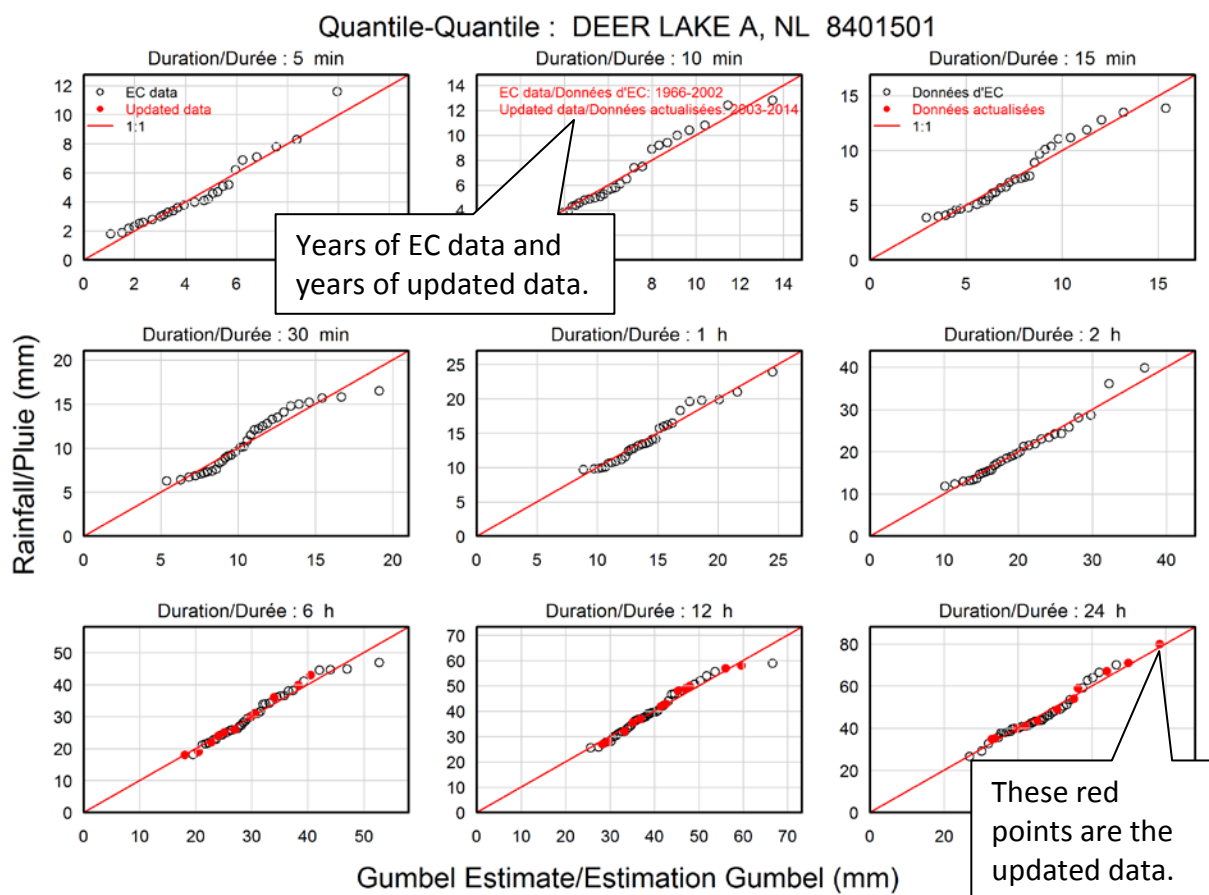 Quantile-Quantile : DEER LAKE A, NL 8401501
Duration/Durée : 5 min
12
10
8
6
4
2
0
0 2 4 6
EC data
Updated data
1:1
Duration/Durée : 10 min
14
12
10
8
6
4
8 10 12 14
EC data/Données d'EC: 1966-2002
Updated data/Données actualisées: 2003-2014
Years of EC data and
years of updated data.
Duration/Durée : 15 min
15
10
5
0
0 5 10 15
Données d'EC
Données actualisées
1:1
Rainfall/Pluie (mm)
Duration/Durée : 30 min
20
15
10
5
0
0 5 10 15 20
Duration/Durée : 1 h
25
20
15
10
5
0
0 5 10 15 20 25
Duration/Durée : 2 h
40
30
20
10
0
0 10 20 30 40
Duration/Durée : 6 h
50
40
30
20
10
0
0 10 20 30 40 50
Duration/Durée : 12 h
70
60
50
40
30
20
10
0
0 10 20 30 40 50 60 70
Duration/Durée : 24 h
80
60
40
20
0
0 20
These red
points are the
updated data.
Gumbel Estimate/Estimation Gumbel (mm)